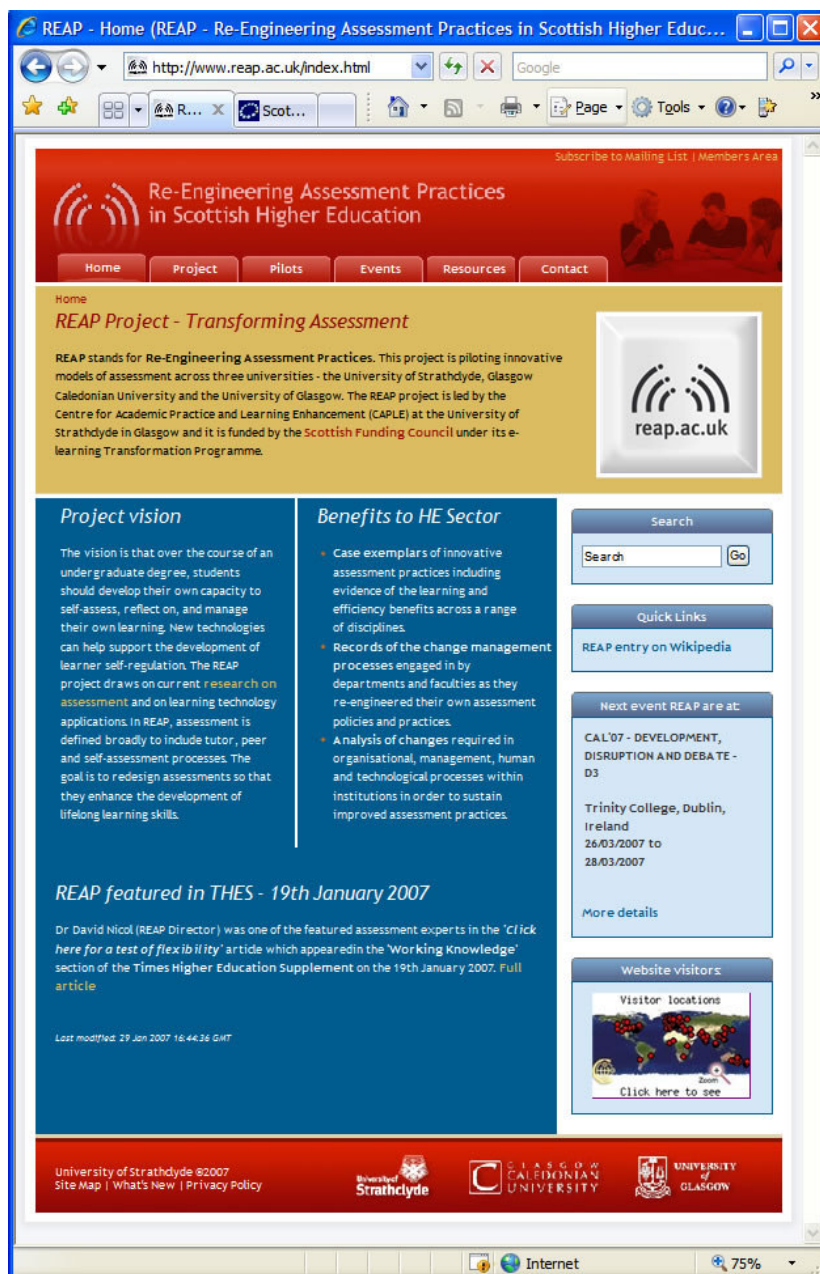 REAP - Home (REAP - Re-Engineering Assessment Practices in Scottish Higher Educ...
http://www.reap.ac.uk/index.html
Google
R...
Scot...
Page
Tools
Subscribe to Mailing List | Members Area
Re-Engineering Assessment Practices
in Scottish Higher Education
Home
Project
Pilots
Events
Resources
Contact
Home
REAP Project - Transforming Assessment
REAP stands for Re-Engineering Assessment Practices. This project is piloting innovative
models of assessment across three universities - the University of Strathclyde, Glasgow
Caledonian University and the University of Glasgow. The REAP project is led by the
Centre for Academic Practice and Learning Enhancement (CAPLE) at the University of
Strathclyde in Glasgow and it is funded by the Scottish Funding Council under its e-
learning Transformation Programme.
reap.ac.uk
Project vision
The vision is that over the course of an
undergraduate degree, students
should develop their own capacity to
self-assess, reflect on, and manage
their own learning. New technologies
can help support the development of
learner self-regulation. The REAP
project draws on current research on
assessment and on learning technology
applications. In REAP, assessment is
defined broadly to include tutor, peer
and self-assessment processes. The
goal is to redesign assessments so that
they enhance the development of
lifelong learning skills.
Benefits to HE Sector
• Case exemplars of innovative
assessment practices including
evidence of the learning and
efficiency benefits across a range
of disciplines.
• Records of the change management
processes engaged in by
departments and faculties as they
re-engineered their own assessment
policies and practices.
• Analysis of changes required in
organisational, management, human
and technological processes within
institutions in order to sustain
improved assessment practices.
Search
Search
Go
Quick Links
REAP entry on Wikipedia
Next event REAP are at:
CAL'07 - DEVELOPMENT,
DISRUPTION AND DEBATE -
D3
Trinity College, Dublin,
Ireland
26/03/2007 to
28/03/2007
More details
REAP featured in THES - 19th January 2007
Dr David Nicol (REAP Director) was one of the featured assessment experts in the 'Click
here for a test of flexibility' article which appearedin the 'Working Knowledge'
section of the Times Higher Education Supplement on the 19th January 2007. Full
article
Last modified: 29 Jan 2007 16:44:36 GMT
Website visitors:
Visitor locations
Zoom
Click here to see
University of Strathclyde ©2007
Site Map | What's New | Privacy Policy
University of
Strathclyde
GLASGOW
CALEDONIAN
UNIVERSITY
UNIVERSITY
of
GLASGOW
Internet
75%